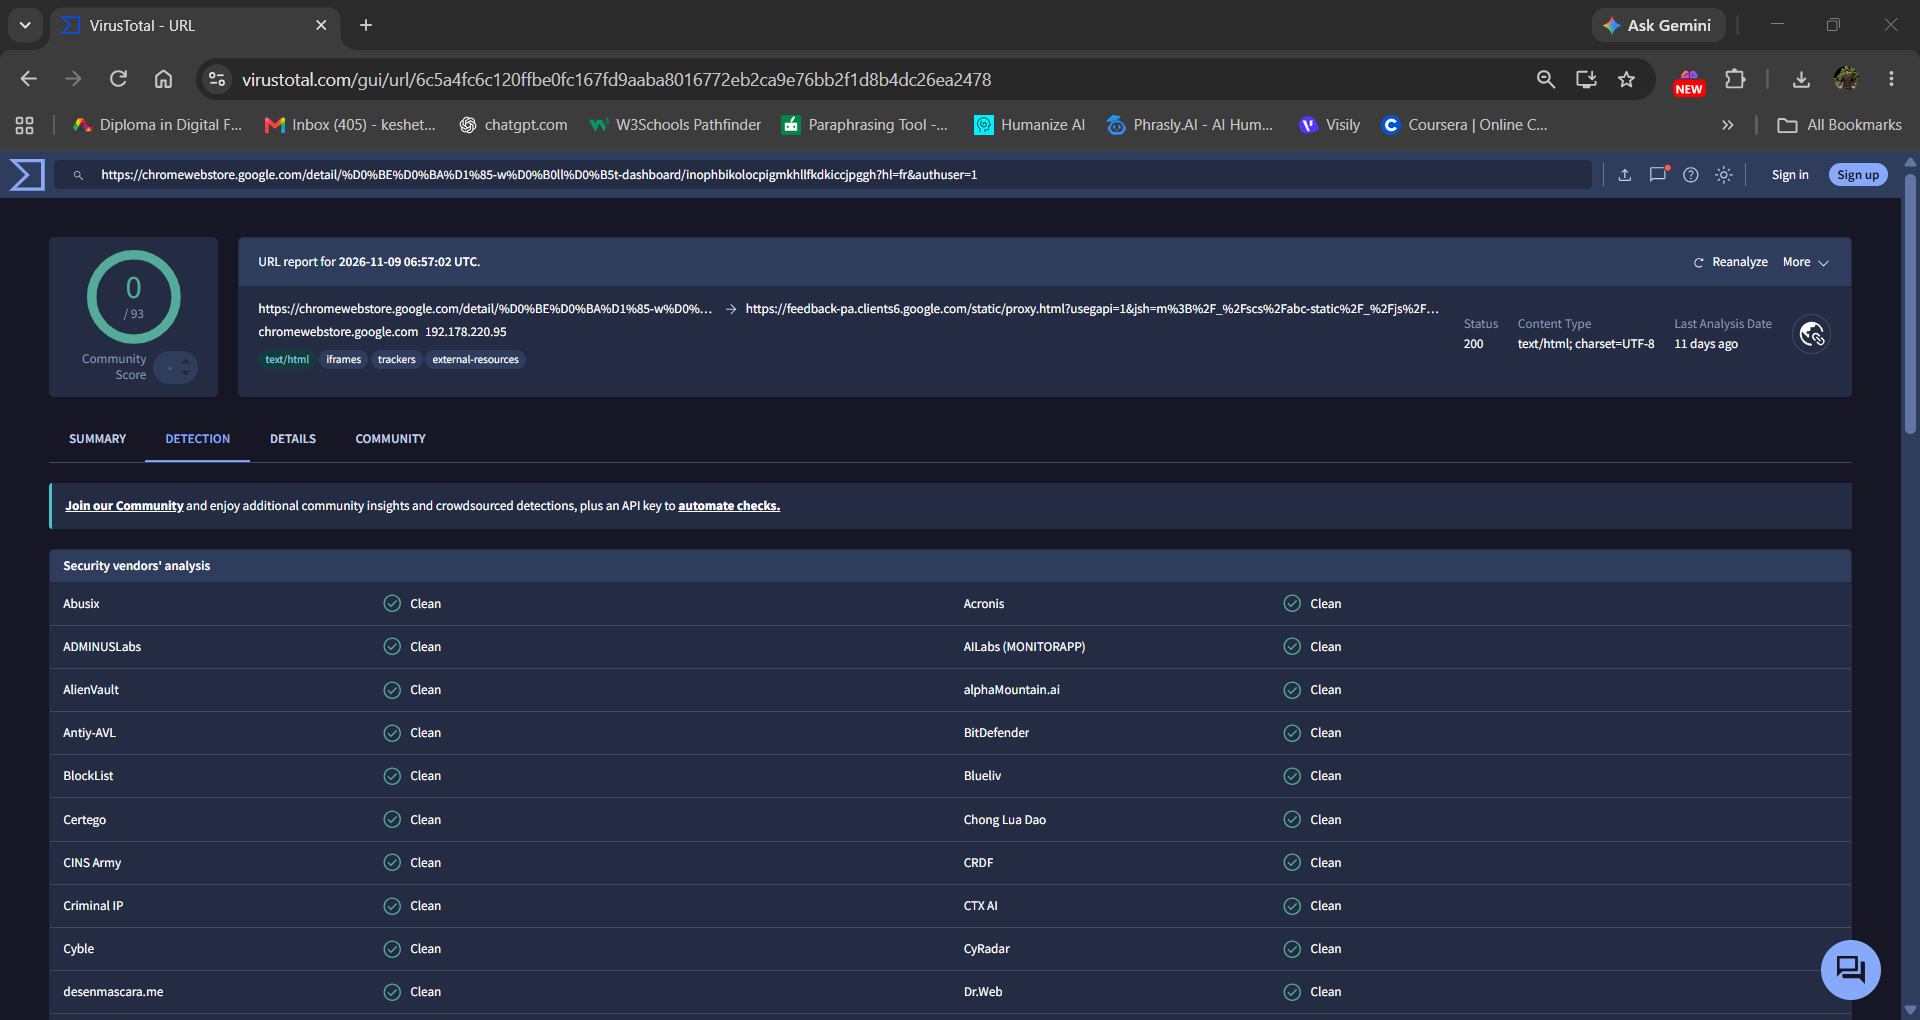 VirusTotal - URL
Ask Gemini
virustotal.com/gui/url/6c5a4fc6c120ffbe0fc167fd9aaba8016772eb2ca9e76bb2f1d8b4dc26ea2478
NEW
Diploma in Digital F...
Inbox (405) - keshet...
chatgpt.com
W3Schools Pathfinder
Paraphrasing Tool -...
Humanize AI
Phrasly.AI - AI Hum...
Visily
Coursera | Online C...
All Bookmarks
https://chromewebstore.google.com/detail/%D0%BE%D0%BA%D1%85-w%D0%B0ll%D0%B5t-dashboard/inophbikolocpigmkhllfkdkiccjpggh?hl=fr&authuser=1
Sign in
Sign up
0
/ 93
Community
Score
URL report for 2026-11-09 06:57:02 UTC.
Reanalyze
More
https://chromewebstore.google.com/detail/%D0%BE%D0%BA%D1%85-w%D0%... → https://feedback-pa.clients6.google.com/static/proxy.html?usegapi=1&jsh=m%3B%2F_%2Fscs%2Fabc-static%2F_%2Fjs%2F...
chromewebstore.google.com 192.178.220.95
text/html iframes trackers external-resources
Status
200
Content Type
text/html; charset=UTF-8
Last Analysis Date
11 days ago
SUMMARY
DETECTION
DETAILS
COMMUNITY
Join our Community and enjoy additional community insights and crowdsourced detections, plus an API key to automate checks.
Security vendors' analysis
Abusix Clean Acronis Clean
ADMINUSLabs Clean AILabs (MONITORAPP) Clean
AlienVault Clean alphaMountain.ai Clean
Antiy-AVL Clean BitDefender Clean
BlockList Clean Blueliv Clean
Certego Clean Chong Lua Dao Clean
CINS Army Clean CRDF Clean
Criminal IP Clean CTX AI Clean
Cyble Clean CyRadar Clean
desenmascara.me Clean Dr.Web Clean